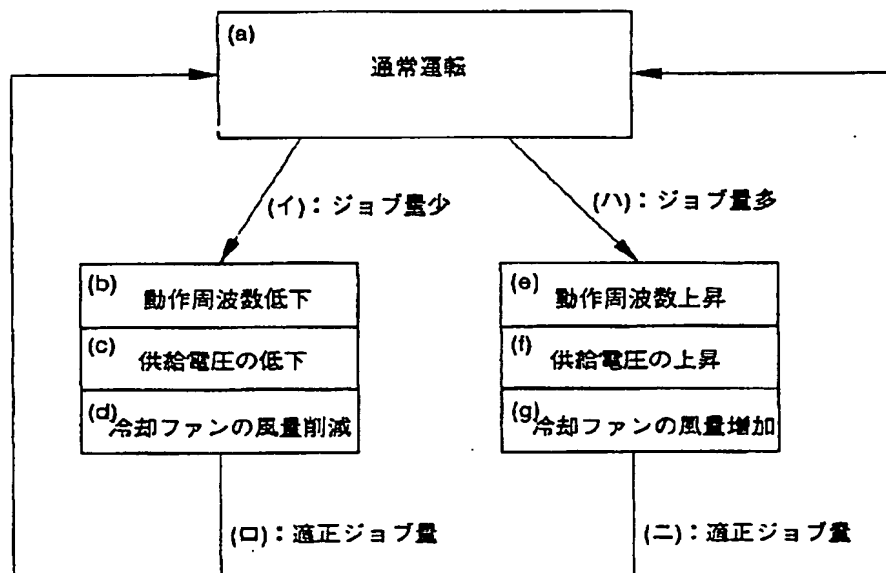 (a)
通常運転
(イ)：ジョブ量少
(ハ)：ジョブ量多
(b) 動作周波数低下
(c) 供給電圧の低下
(d) 冷却ファンの風量削減
(e) 動作周波数上昇
(f) 供給電圧の上昇
(g) 冷却ファンの風量増加
(ロ)：適正ジョブ量
(ニ)：適正ジョブ量